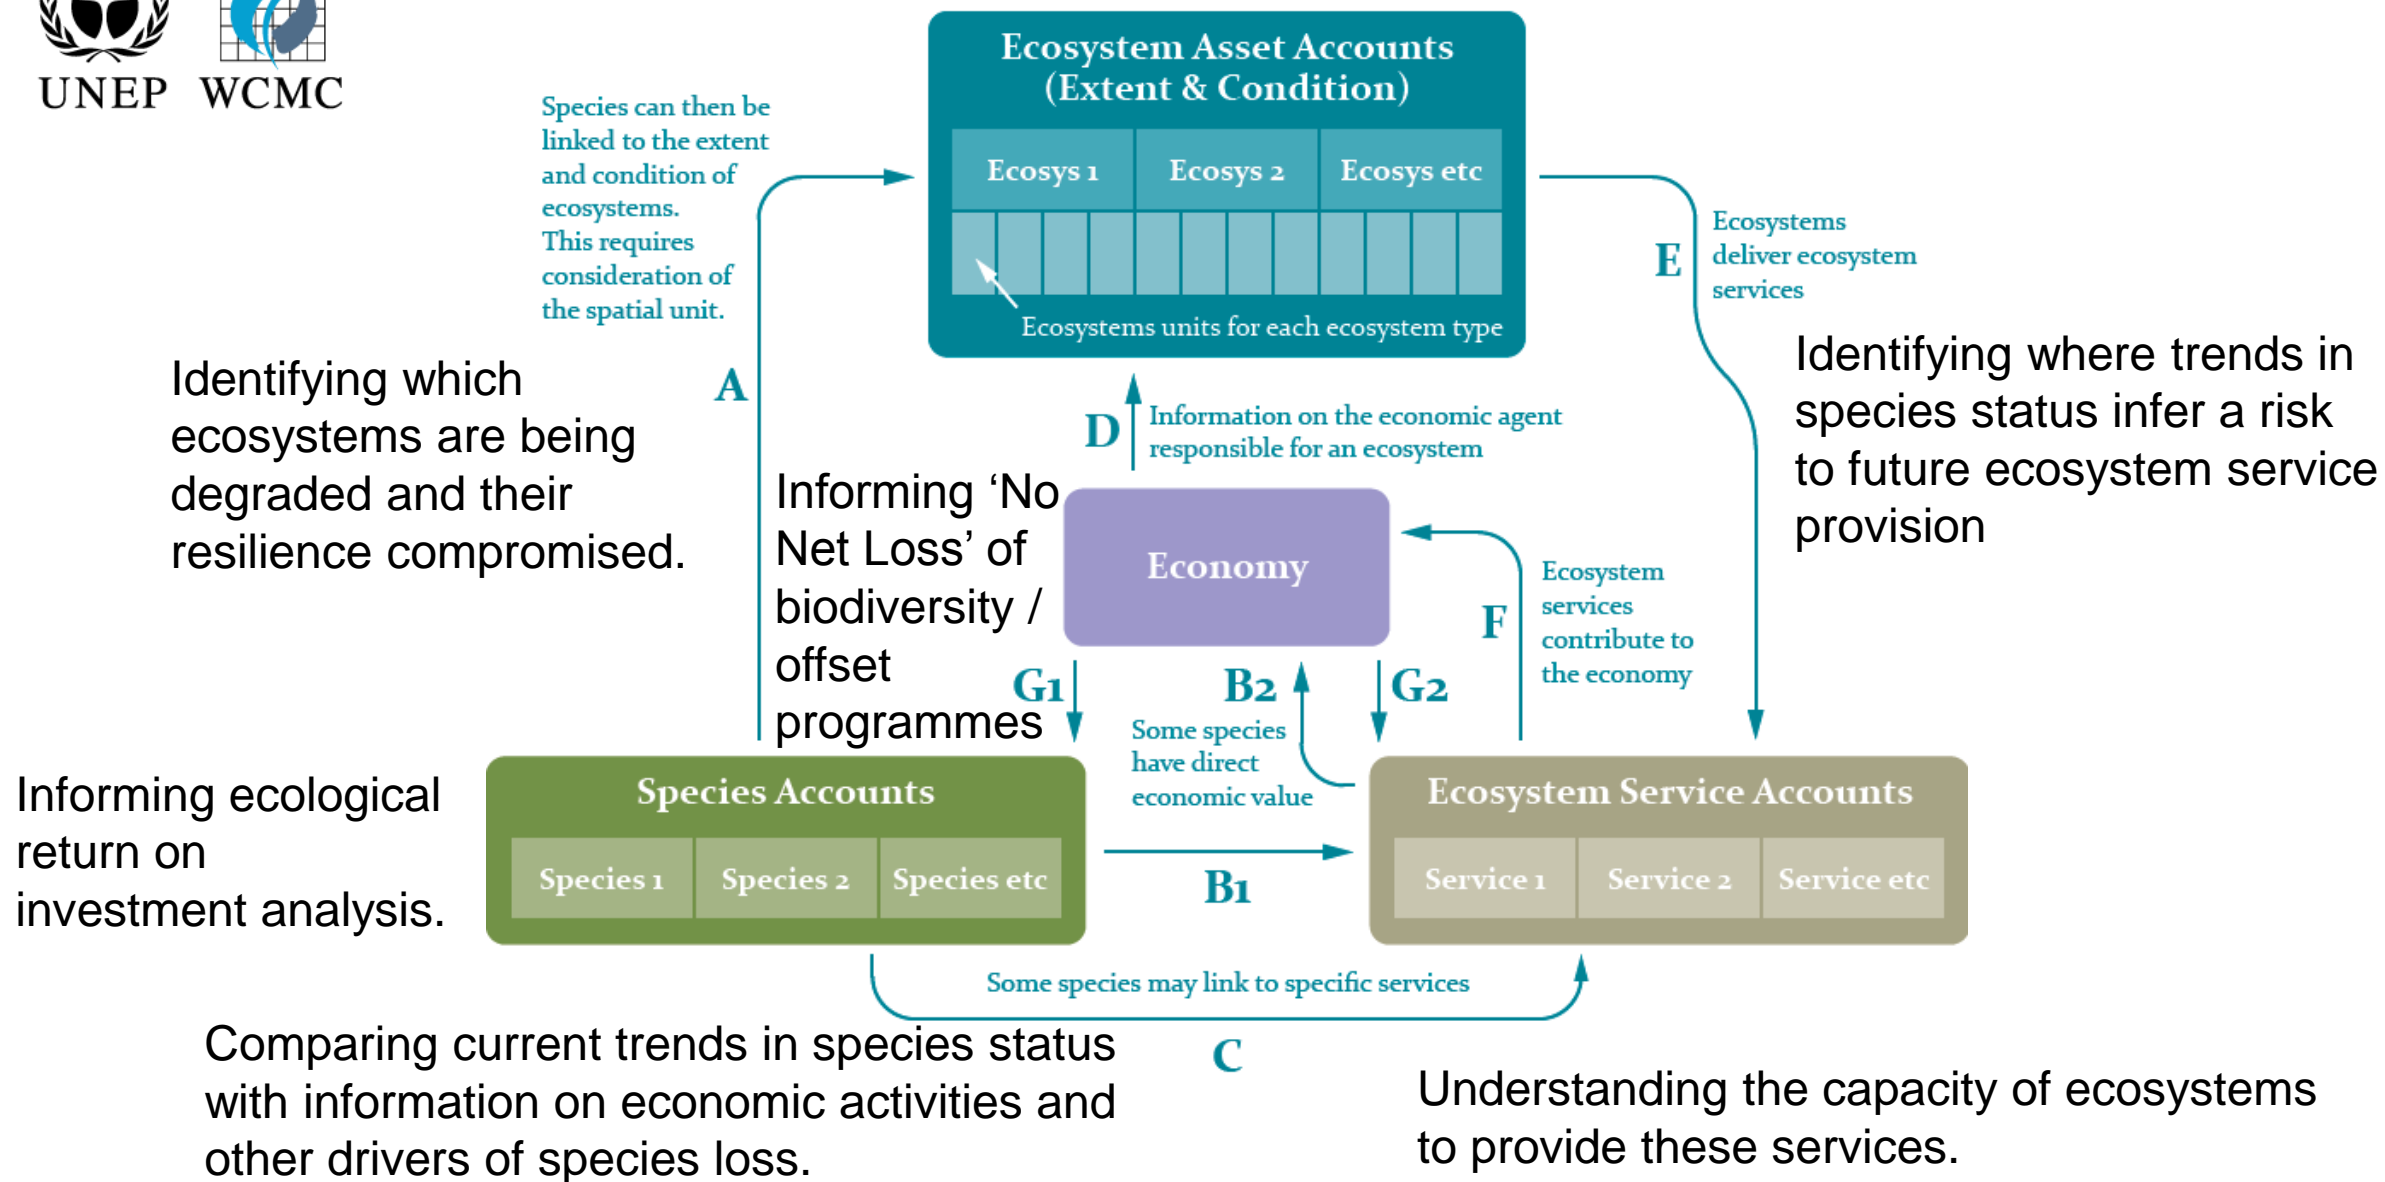 UNEP WCMC
Ecosystem Asset Accounts
(Extent & Condition)
Ecosys 1
Ecosys 2
Ecosys etc
Ecosystems units for each ecosystem type
Species can then be
linked to the extent
and condition of
ecosystems.
This requires
consideration of
the spatial unit.
A
Identifying which
ecosystems are being
degraded and their
resilience compromised.
E
Ecosystems
deliver ecosystem
services
Identifying where trends in
species status infer a risk
to future ecosystem service
provision
D
Information on the economic agent
responsible for an ecosystem
Informing ‘No
Net Loss’ of
biodiversity /
offset
programmes
Economy
F
Ecosystem
services
contribute to
the economy
G1
B2
G2
Some species
have direct
economic value
Informing ecological
return on
investment analysis.
Species Accounts
Species 1
Species 2
Species etc
B1
Ecosystem Service Accounts
Service 1
Service 2
Service etc
Some species may link to specific services
C
Comparing current trends in species status
with information on economic activities and
other drivers of species loss.
Understanding the capacity of ecosystems
to provide these services.